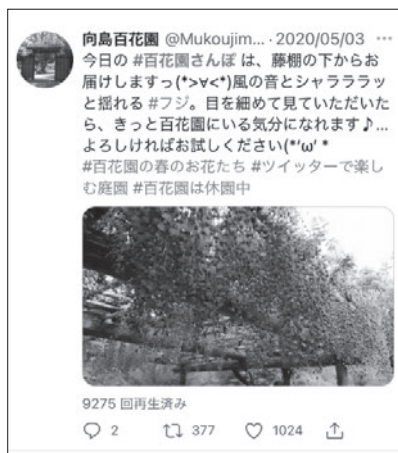 向島百花園 @Mukoujim... · 2020/05/03 ···
今日の #百花園さんぽ は、藤棚の下からお
届けしますっ(*>∀<*)風の音とシャラララッ
と揺れる #フジ。目を細めて見ていただいた
ら、きっと百花園にいる気分になれます♪...
よろしければお試しください(*'ω' *
#百花園の春のお花たち #ツイッターで楽し
む庭園 #百花園は休園中
9275 回再生済み
2 377 1024